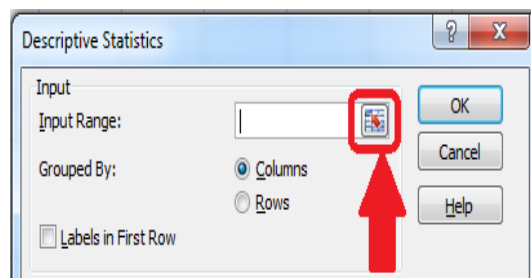 Descriptive Statistics
Input
Input Range:
Grouped By:
Columns
Rows
Labels in First Row
OK
Cancel
Help